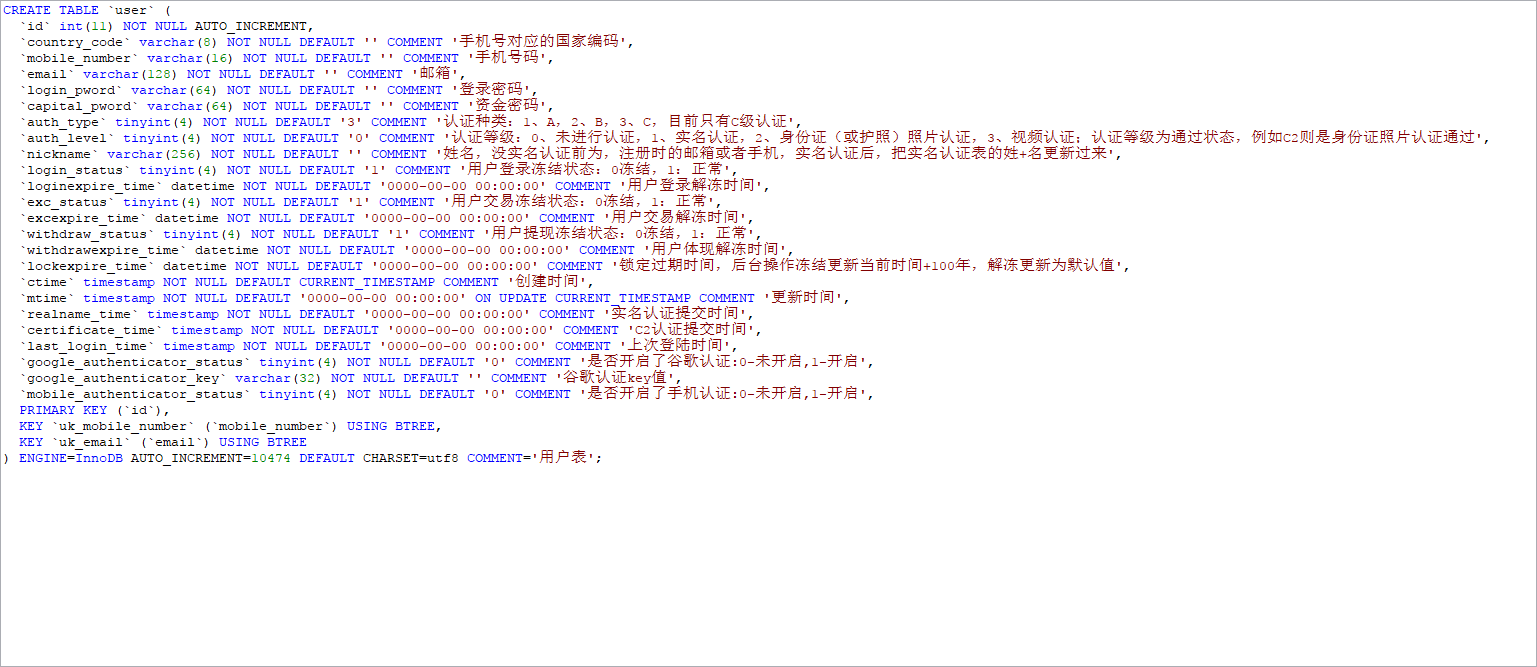 CREATE TABLE `user` (
`id` int(11) NOT NULL AUTO_INCREMENT,
`country_code` varchar(8) NOT NULL DEFAULT '' COMMENT '手机号对应的国家编码',
`mobile_number` varchar(16) NOT NULL DEFAULT '' COMMENT '手机号码',
`email` varchar(128) NOT NULL DEFAULT '' COMMENT '邮箱',
`login_pword` varchar(64) NOT NULL DEFAULT '' COMMENT '登录密码',
`capital_pword` varchar(64) NOT NULL DEFAULT '' COMMENT '资金密码',
`auth_type` tinyint(4) NOT NULL DEFAULT '3' COMMENT '认证种类：1、A，2、B，3、C，目前只有C级认证',
`auth_level` tinyint(4) NOT NULL DEFAULT '0' COMMENT '认证等级：0、未进行认证，1、实名认证，2、身份证（或护照）照片认证，3、视频认证；认证等级为通过状态，例如C2则是身份证照片认证通过',
`nickname` varchar(256) NOT NULL DEFAULT '' COMMENT '姓名，没实名认证前为，注册时的邮箱或者手机，实名认证后，把实名认证表的姓+名更新过来',
`login_status` tinyint(4) NOT NULL DEFAULT '1' COMMENT '用户登录冻结状态：0冻结，1：正常',
`loginexpire_time` datetime NOT NULL DEFAULT '0000-00-00 00:00:00' COMMENT '用户登录解冻时间',
`exc_status` tinyint(4) NOT NULL DEFAULT '1' COMMENT '用户交易冻结状态：0冻结，1：正常',
`excexpire_time` datetime NOT NULL DEFAULT '0000-00-00 00:00:00' COMMENT '用户交易解冻时间',
`withdraw_status` tinyint(4) NOT NULL DEFAULT '1' COMMENT '用户提现冻结状态：0冻结，1：正常',
`withdrawexpire_time` datetime NOT NULL DEFAULT '0000-00-00 00:00:00' COMMENT '用户体现解冻时间',
`lockexpire_time` datetime NOT NULL DEFAULT '0000-00-00 00:00:00' COMMENT '锁定过期时间，后台操作冻结更新当前时间+100年，解冻更新为默认值',
`ctime` timestamp NOT NULL DEFAULT CURRENT_TIMESTAMP COMMENT '创建时间',
`mtime` timestamp NOT NULL DEFAULT '0000-00-00 00:00:00' ON UPDATE CURRENT_TIMESTAMP COMMENT '更新时间',
`realname_time` timestamp NOT NULL DEFAULT '0000-00-00 00:00:00' COMMENT '实名认证提交时间',
`certificate_time` timestamp NOT NULL DEFAULT '0000-00-00 00:00:00' COMMENT 'C2认证提交时间',
`last_login_time` timestamp NOT NULL DEFAULT '0000-00-00 00:00:00' COMMENT '上次登陆时间',
`google_authenticator_status` tinyint(4) NOT NULL DEFAULT '0' COMMENT '是否开启了谷歌认证:0-未开启,1-开启',
`google_authenticator_key` varchar(32) NOT NULL DEFAULT '' COMMENT '谷歌认证key值',
`mobile_authenticator_status` tinyint(4) NOT NULL DEFAULT '0' COMMENT '是否开启了手机认证:0-未开启,1-开启',
PRIMARY KEY (`id`),
KEY `uk_mobile_number` (`mobile_number`) USING BTREE,
KEY `uk_email` (`email`) USING BTREE
) ENGINE=InnoDB AUTO_INCREMENT=10474 DEFAULT CHARSET=utf8 COMMENT='用户表';